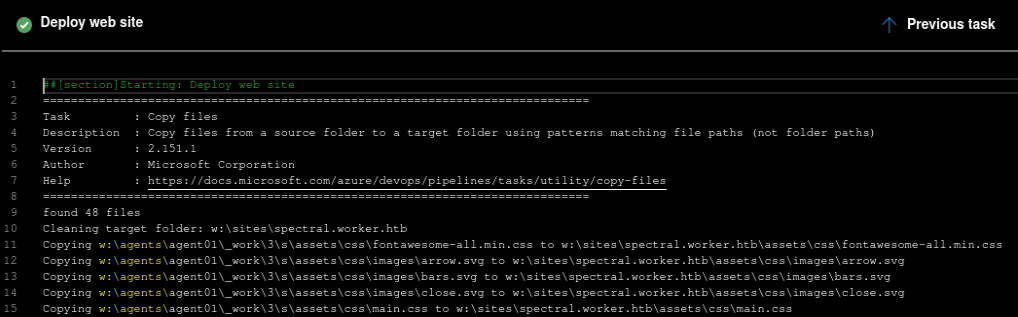 Deploy web site
Previous task
1 ##[section]Starting: Deploy web site
2 ==============================================================================
3 Task         : Copy files
4 Description  : Copy files from a source folder to a target folder using patterns matching file paths (not folder paths)
5 Version      : 2.151.1
6 Author       : Microsoft Corporation
7 Help         : https://docs.microsoft.com/azure/devops/pipelines/tasks/utility/copy-files
8 ==============================================================================
9 found 48 files
10 Cleaning target folder: w:\sites\spectral.worker.htb
11 Copying w:\agents\agent01\_work\3\s\assets\css\fontawesome-all.min.css to w:\sites\spectral.worker.htb\assets\css\fontawesome-all.min.css
12 Copying w:\agents\agent01\_work\3\s\assets\css\images\arrow.svg to w:\sites\spectral.worker.htb\assets\css\images\arrow.svg
13 Copying w:\agents\agent01\_work\3\s\assets\css\images\bars.svg to w:\sites\spectral.worker.htb\assets\css\images\bars.svg
14 Copying w:\agents\agent01\_work\3\s\assets\css\images\close.svg to w:\sites\spectral.worker.htb\assets\css\images\close.svg
15 Copying w:\agents\agent01\_work\3\s\assets\css\main.css to w:\sites\spectral.worker.htb\assets\css\main.css